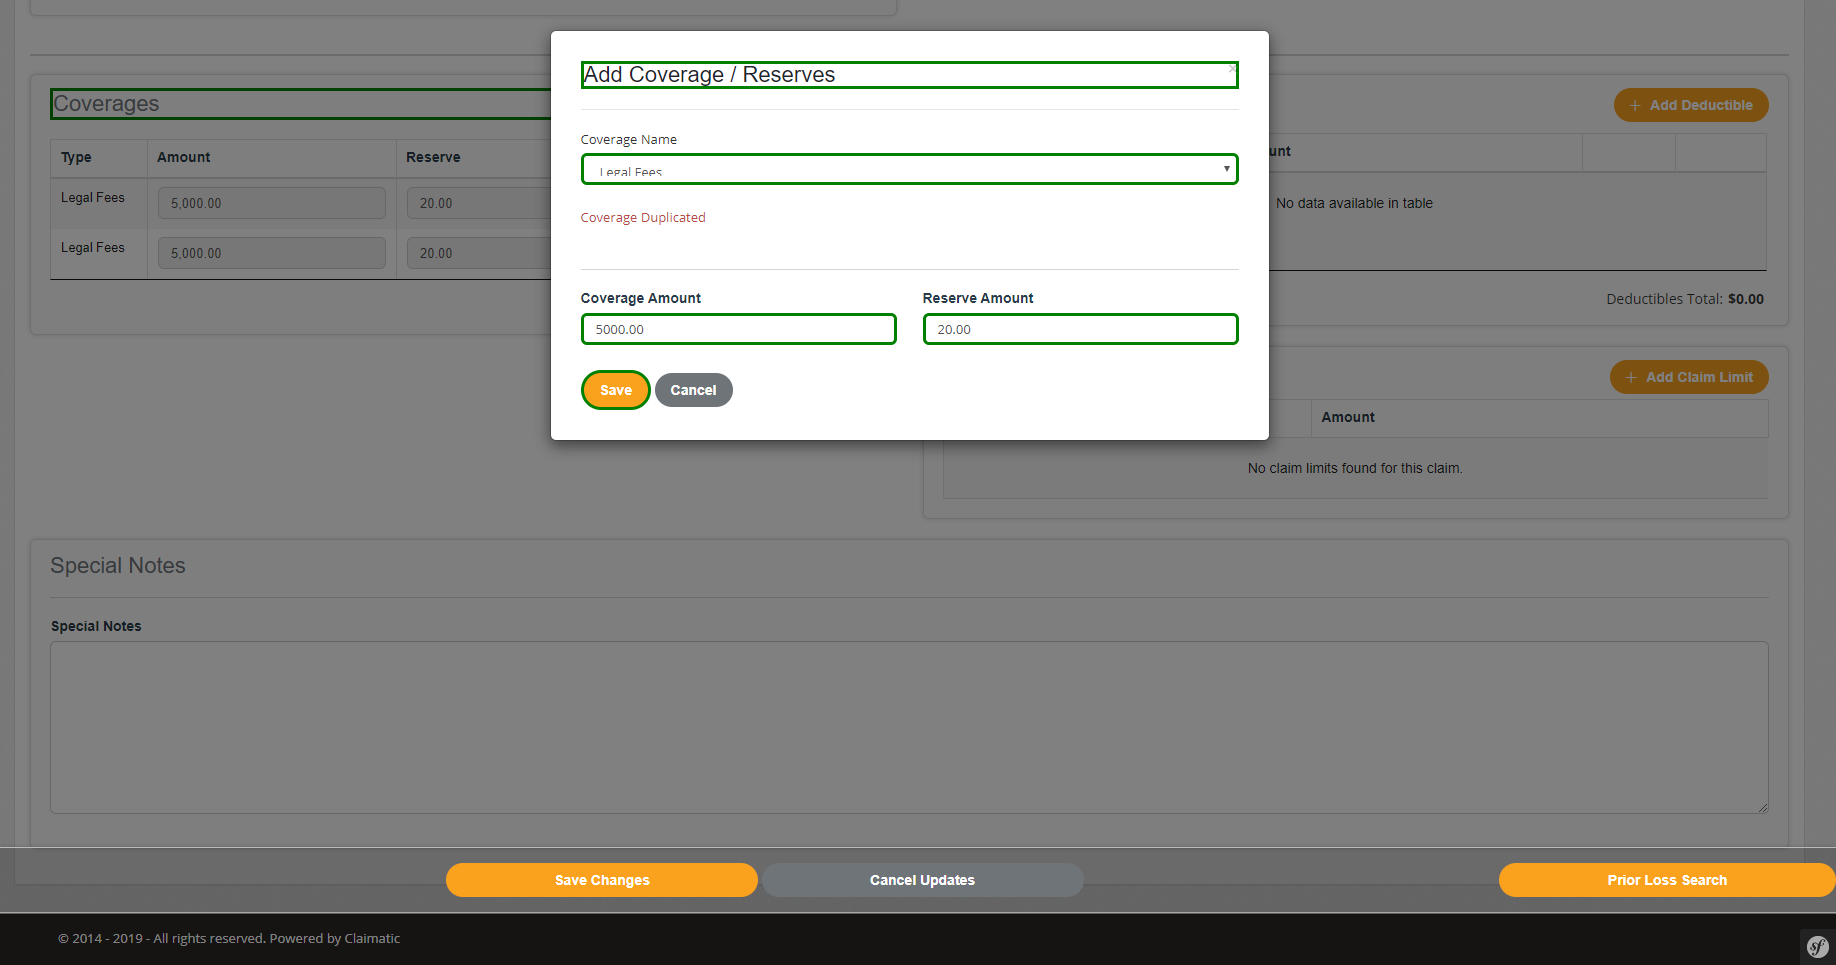 Add Coverage / Reserves
×
Coverage Name
Legal Fees
Coverage Duplicated
Coverage Amount
Reserve Amount
5000.00
20.00
Save
Cancel
Coverages
Type
Amount
Reserve
Legal Fees
5,000.00
20.00
Legal Fees
5,000.00
20.00
+ Add Deductible
unt
No data available in table
Deductibles Total: $0.00
+ Add Claim Limit
Amount
No claim limits found for this claim.
Special Notes
Special Notes
Save Changes
Cancel Updates
Prior Loss Search
© 2014 - 2019 - All rights reserved. Powered by Claimatic
sf